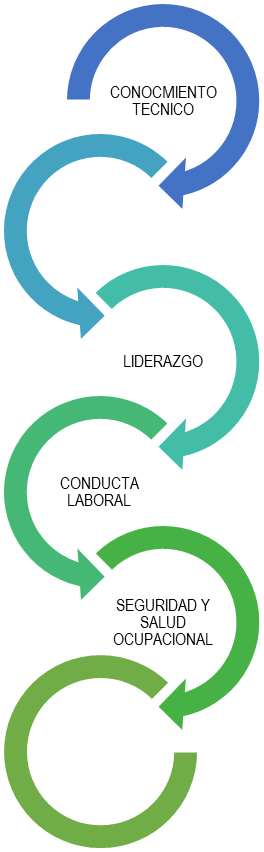 CONOCMIENTO
TECNICO
LIDERAZGO
CONDUCTA
LABORAL
SEGURIDAD Y
SALUD
OCUPACIONAL